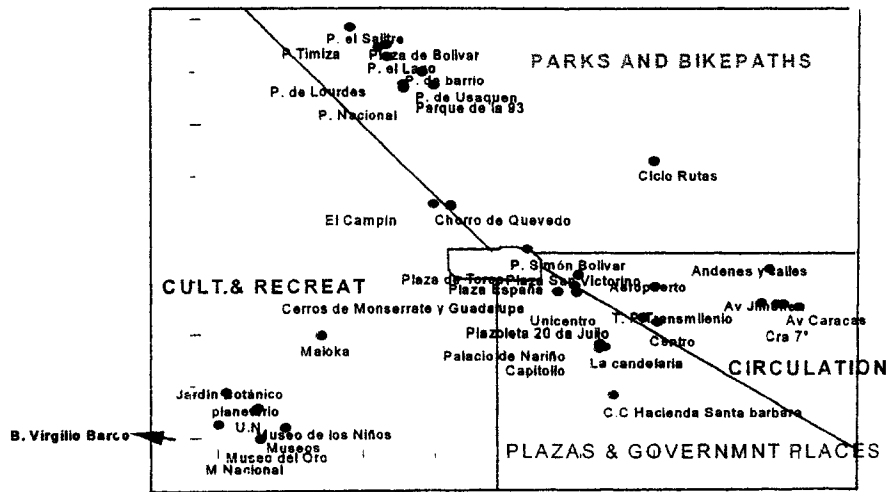 P. el Salitre
P. Timiza
Plaza de Bolivar
PARKS AND BIKEPATHS
P. el Lago
P. de barrio
P. de Lourdes
P. de Usaquen
Parque de la 93
P. Nacional
Ciclo Rutas
El Campin
Chorro de Quevedo
P. Simón Bolivar
Andenes y calles
Plaza de Toros
Plaza San Victorino
CULT.& RECREAT
Plaza España
Aeropuerto
Cerros de Monserrate y Guadalupe
Av Jiménez
Unicentro
Transmilenio
Av Caracas
Plazoleta 20 de Julio
Cra 7ª
Centro
Maloka
Palacio de Nariño
La candelaria
Capitolio
CIRCULATION
Jardín Botánico
planetario
C.C Hacienda Santa barbara
U.N
B. Virgilio Barco
Museo de los Niños
Museos
PLAZAS & GOVERNMNT PLACES
Museo del Oro
M Nacional